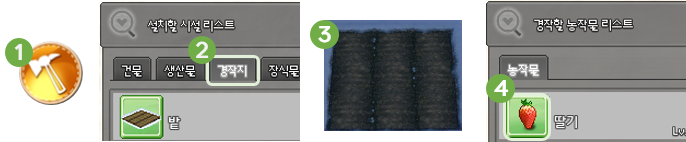 1
설치할 시설 리스트
2
건물 생산물 경작지 장식물
밭
3
경작할 농작물 리스트
농작물
4
딸기
Lv.